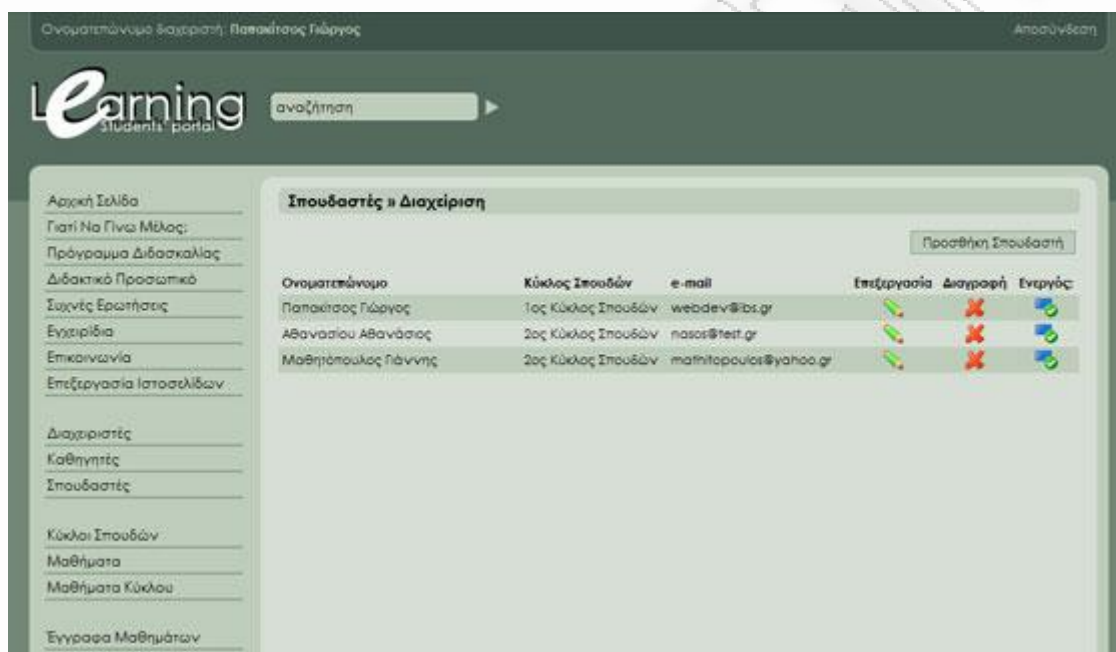 Ονοματεπώνυμο διαχειριστή: Παπακίτσος Γιώργος
Αποσύνδεση
Learning
Students' portal
αναζήτηση
Αρχική Σελίδα
Γιατί Να Γίνω Μέλος;
Πρόγραμμα Διδασκαλίας
Διδακτικό Προσωπικό
Συχνές Ερωτήσεις
Εγχειρίδια
Επικοινωνία
Επεξεργασία Ιστοσελίδων
Διαχειριστές
Καθηγητές
Σπουδαστές
Κύκλοι Σπουδών
Μαθήματα
Μαθήματα Κύκλου
Έγγραφα Μαθημάτων
Σπουδαστές » Διαχείριση
Προσθήκη Σπουδαστή
Ονοματεπώνυμο Κύκλος Σπουδών e-mail Επεξεργασία Διαγραφή Ενεργός;
Παπακίτσος Γιώργος 1ος Κύκλος Σπουδών webdev@ibs.gr
Αθανασίου Αθανάσιος 2ος Κύκλος Σπουδών nasos@test.gr
Μαθητόπουλος Γιάννης 2ος Κύκλος Σπουδών mathitopoulos@yahoo.gr